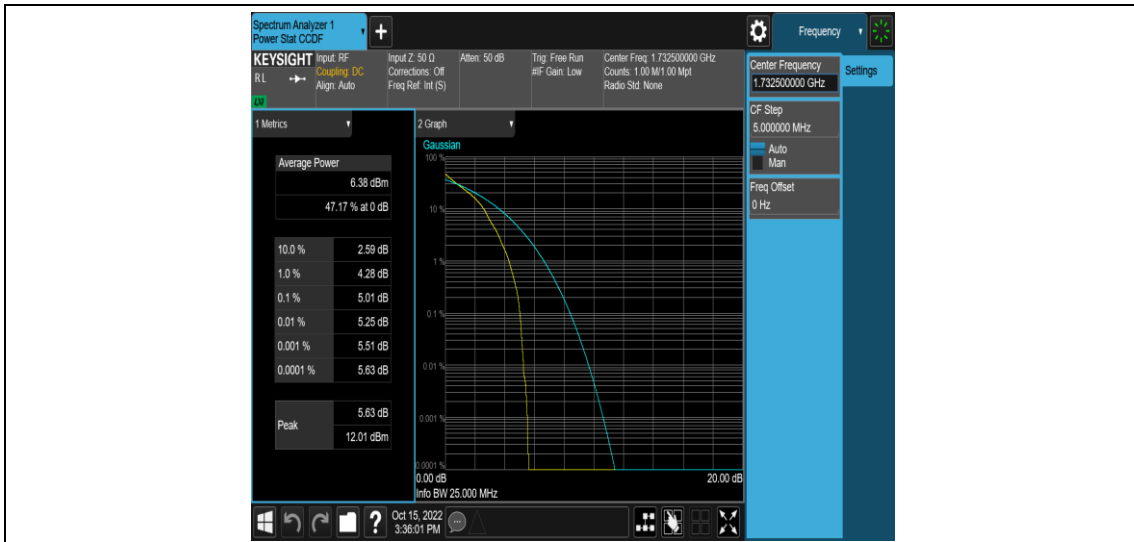 Spectrum Analyzer 1
Power Stat CCDF
Frequency
KEYSIGHT
RL
LXI
Input: RF
Coupling: DC
Align: Auto
Input Z: 50 Ω
Corrections: Off
Freq Ref: Int (S)
Atten: 50 dB
Trig: Free Run
#IF Gain: Low
Center Freq: 1.732500000 GHz
Counts: 1.00 M/1.00 Mpt
Radio Std: None
Center Frequency
1.732500000 GHz
Settings
CF Step
5.000000 MHz
Auto
Man
Freq Offset
0 Hz
1 Metrics
Average Power
6.38 dBm
47.17 % at 0 dB
10.0 % 2.59 dB
1.0 % 4.28 dB
0.1 % 5.01 dB
0.01 % 5.25 dB
0.001 % 5.51 dB
0.0001 % 5.63 dB
Peak
5.63 dB
12.01 dBm
2 Graph
Gaussian
100 %
10 %
1 %
0.1 %
0.01 %
0.001 %
0.0001 %
0.00 dB 20.00 dB
Info BW 25.000 MHz
?
Oct 15, 2022
3:36:01 PM